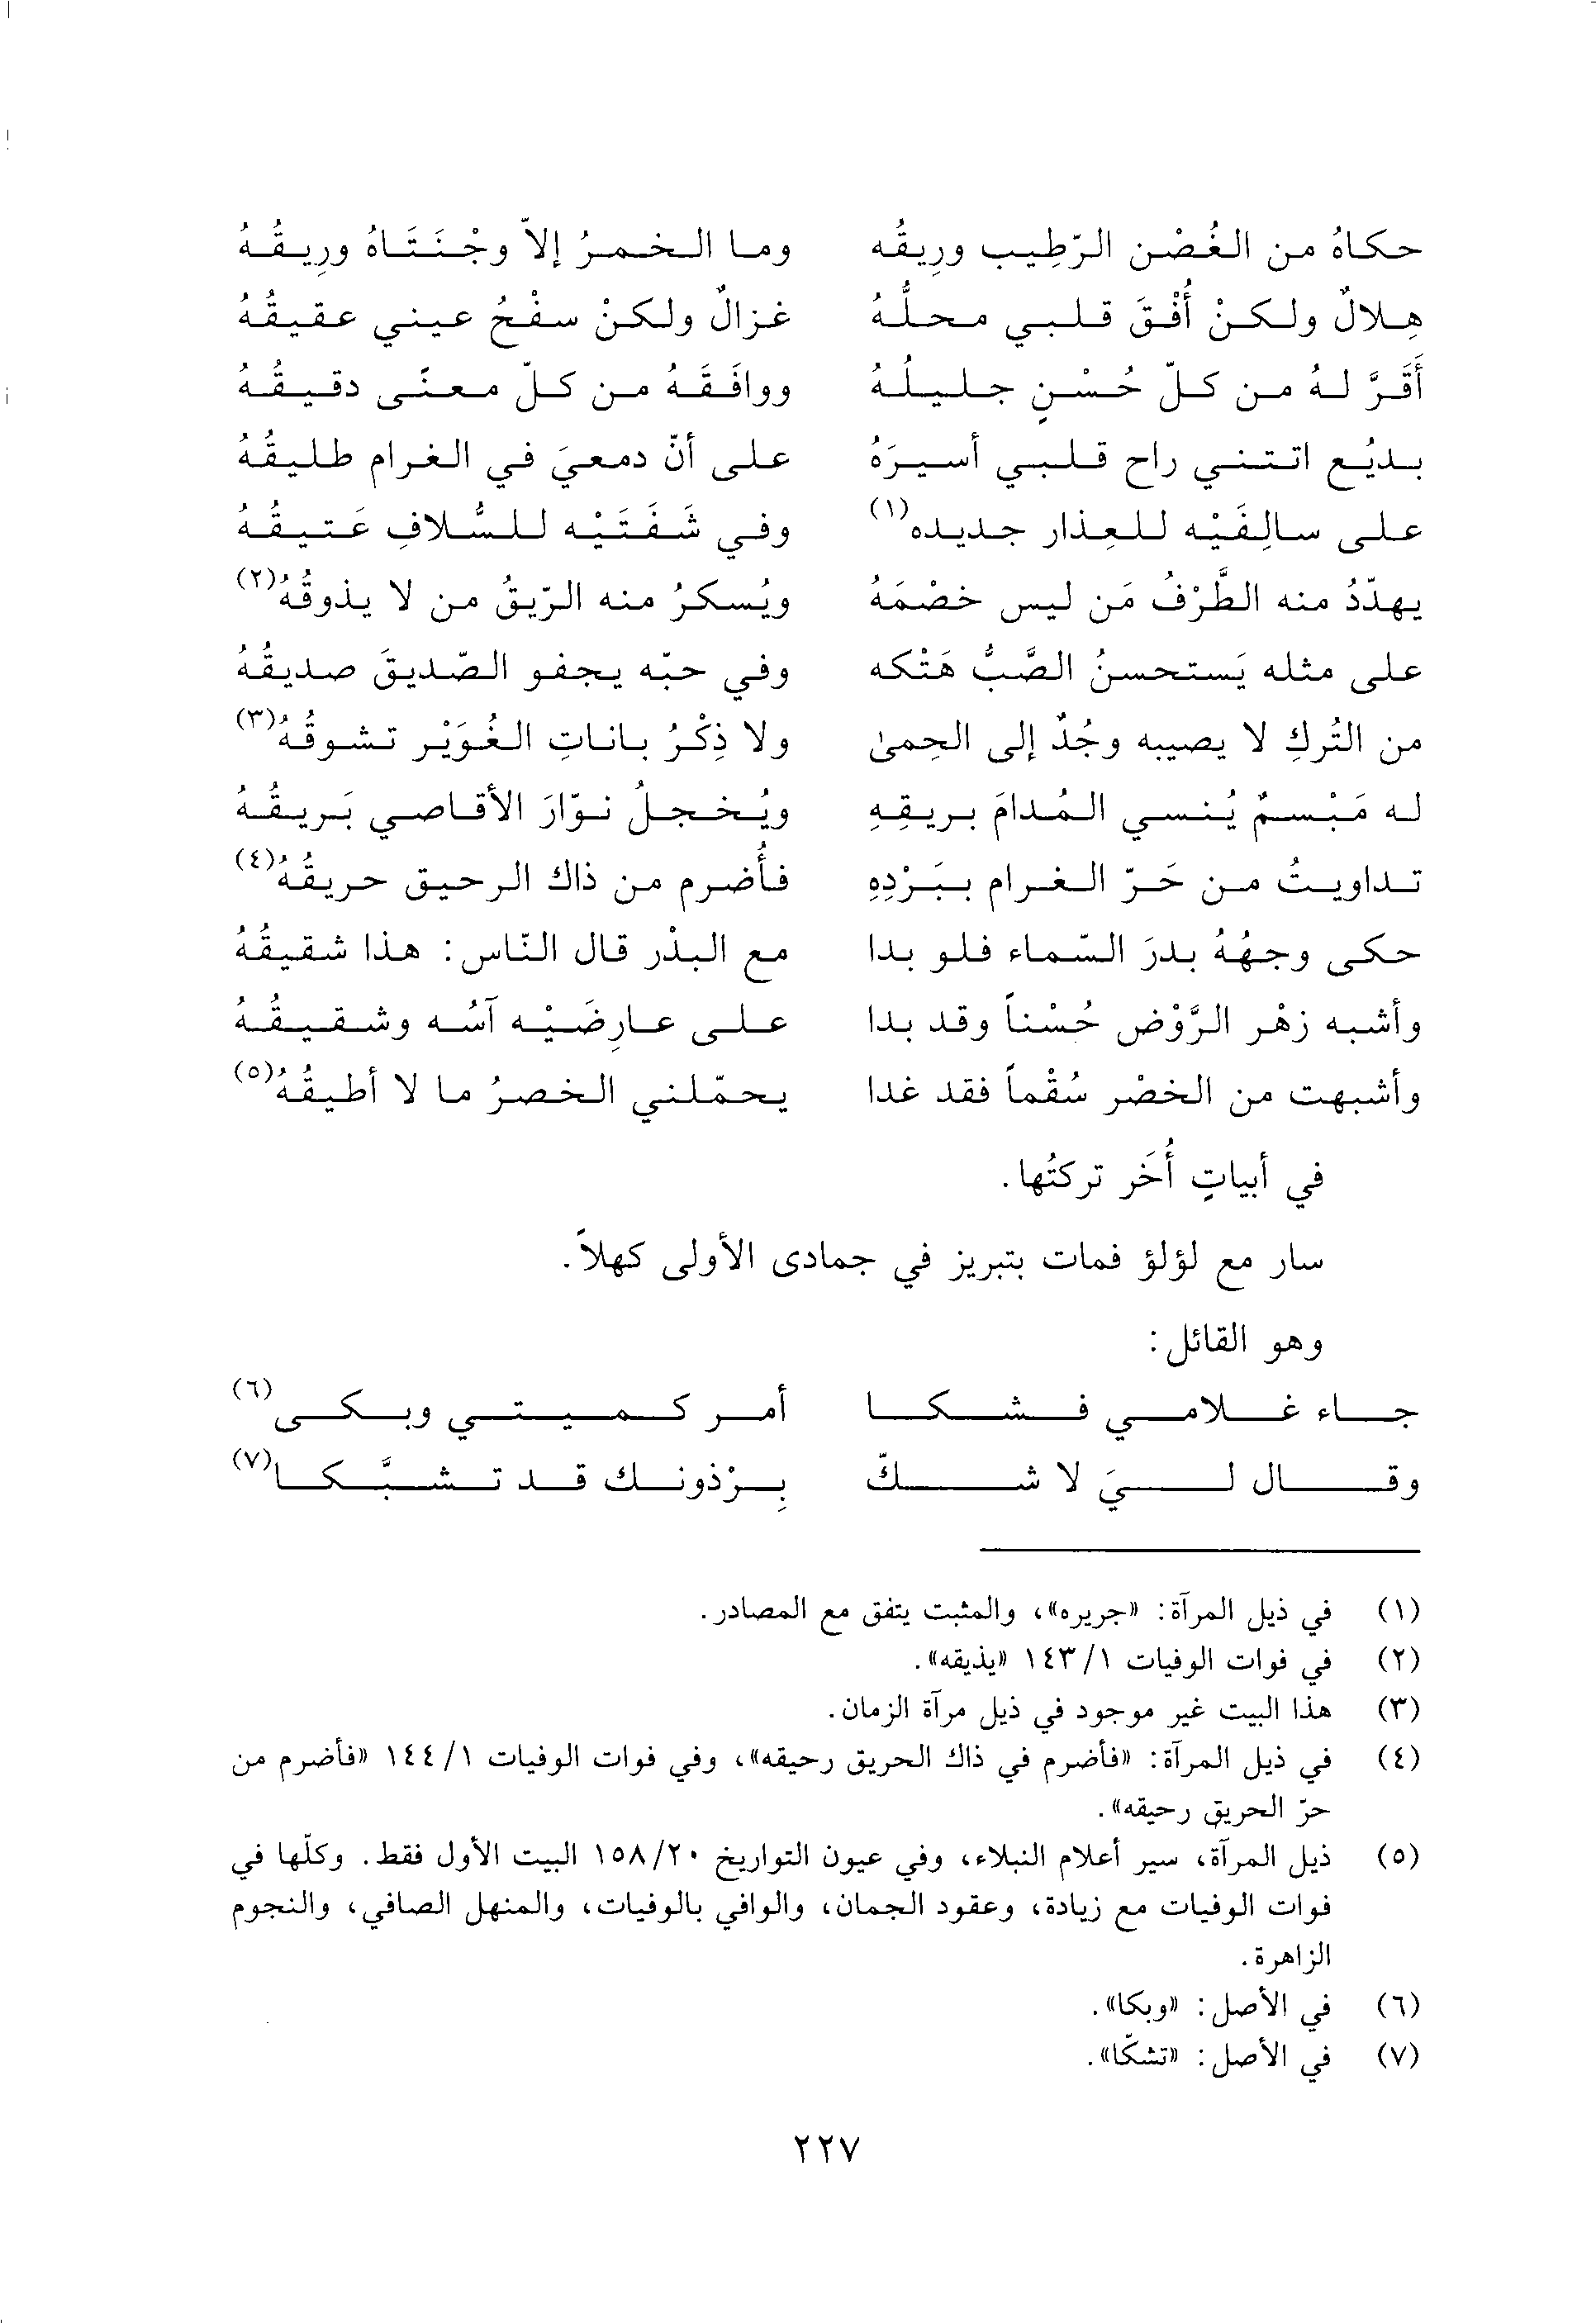 حكاهُ من الغُصْن الرّطِيب وريقُه وما الخمرُ إلاّ وجْنَتَاهُ ورِيقُهُ
هِلالٌ ولكنْ أُفْقَ قلبي محلُّهُ غزالٌ ولكنْ سفْحُ عيني عقيقُهُ
أَقَرَّ لهُ من كلّ حُسْنٍ جليلُهُ ووافَقَهُ من كلّ معنًى دقيقُهُ
بديُع اتتني راح قلبي أسيرَهُ على أنّ دمعيَ في الغرام طليقُهُ
على سالِفَيْه للعِذار جديده(١) وفي شَفَتَيْه للسُّلافِ عَتيقُهُ
يهدّدُ منه الطَّرْفُ مَن ليس خصْمَهُ ويُسكرُ منه الرّيقُ من لا يذوقُهُ(٢)
على مثله يَستحسنُ الصَّبُّ هَتْكه وفي حبّه يجفو الصّديقَ صديقُهُ
من التُركِ لا يصيبه وجُدٌ إلى الحِمىٰ ولا ذِكْرُ باناتِ الغُوَيْر تشوقُهُ(٣)
له مَبْسمٌ يُنسي المُدامَ بريقِهِ ويُخجلُ نوّارَ الأقاصي بَريقُهُ
تداويتُ من حَرّ الغرام ببَرْدِهِ فأُضرم من ذاك الرحيق حريقُهُ(٤)
حكى وجهُهُ بدرَ السّماء فلو بدا مع البدْر قال النّاس: هذا شقيقُهُ
وأشبه زهْر الرَّوْض حُسْناً وقد بدا على عارِضَيْه آسُه وشقيقُهُ
وأشبهت من الخصْر سُقْماً فقد غدا يحمّلني الخصرُ ما لا أطيقُهُ(٥)
في أبياتٍ أُخَر تركتُها.
سار مع لؤلؤ فمات بتبريز في جمادى الأولى كهلاً.
وهو القائل:
جاء غلامي فشكا أمر كميتي وبكى(٦)
وقال ليَ لا شكّ بِرْذونك قد تشبَّكا(٧)
(١) في ذيل المرآة: «جريره»، والمثبت يتفق مع المصادر.
(٢) في فوات الوفيات ١/ ١٤٣ «يذيقه».
(٣) هذا البيت غير موجود في ذيل مرآة الزمان.
(٤) في ذيل المرآة: «فأضرم في ذاك الحريق رحيقه»، وفي فوات الوفيات ١/ ١٤٤ «فأضرم من
حرّ الحريق رحيقه».
(٥) ذيل المرآة، سير أعلام النبلاء، وفي عيون التواريخ ٢٠/ ١٥٨ البيت الأول فقط. وكلّها في
فوات الوفيات مع زيادة، وعقود الجمان، والوافي بالوفيات، والمنهل الصافي، والنجوم
الزاهرة.
(٦) في الأصل: «وبكا».
(٧) في الأصل: «تشكّا».
٢٢٧